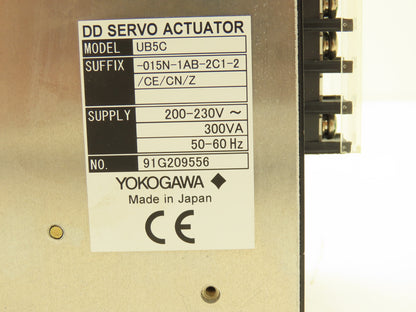 DD SERVO ACTUATOR
MODEL UB5C
SUFFIX -015N-1AB-2C1-2
/CE/CN/Z
SUPPLY 200-230V ~
300VA
50-60 Hz
NO. 91G209556
YOKOGAWA
Made in Japan
CE